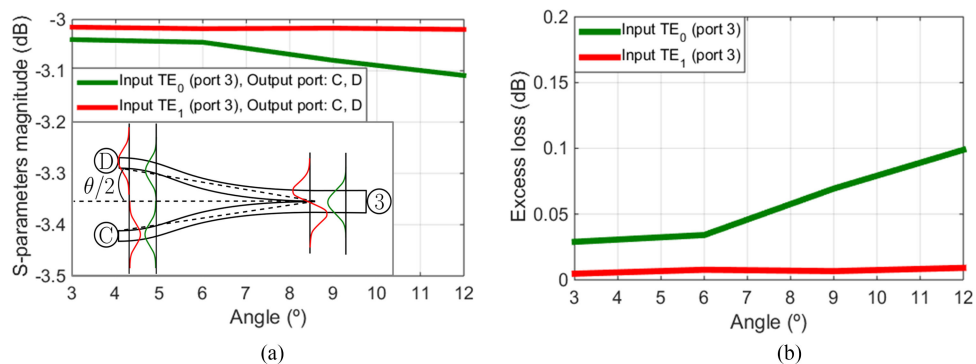 -3
-3.1
-3.2
-3.3
-3.4
-3.5
S-parameters magnitude (dB)
Input TE0 (port 3), Output port: C, D
Input TE1 (port 3), Output port: C, D
D
θ/2
C
3
3 4 5 6 7 8 9 10 11 12
Angle (º)
(a)
0.2
0.15
0.1
0.05
0
Excess loss (dB)
Input TE0 (port 3)
Input TE1 (port 3)
3 4 5 6 7 8 9 10 11 12
Angle (º)
(b)